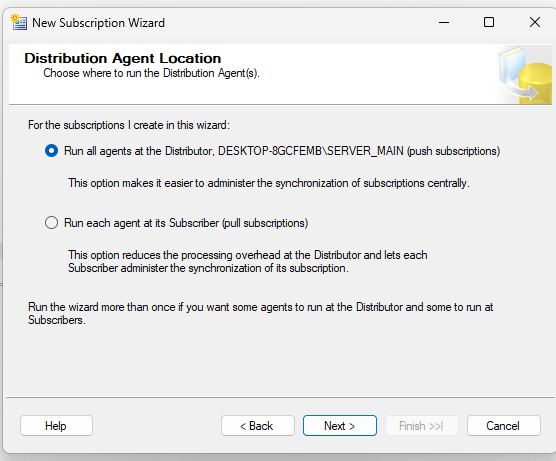 New Subscription Wizard
Distribution Agent Location
Choose where to run the Distribution Agent(s).
For the subscriptions I create in this wizard:
Run all agents at the Distributor, DESKTOP-8GCFEMB\SERVER_MAIN (push subscriptions)
This option makes it easier to administer the synchronization of subscriptions centrally.
Run each agent at its Subscriber (pull subscriptions)
This option reduces the processing overhead at the Distributor and lets each
Subscriber administer the synchronization of its subscription.
Run the wizard more than once if you want some agents to run at the Distributor and some to run at
Subscribers.
Help
< Back
Next >
Finish >>|
Cancel